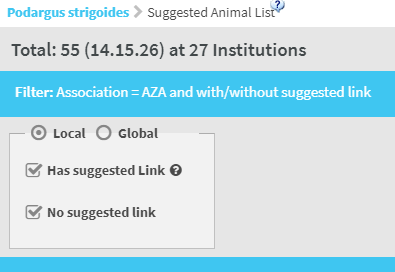 Podargus strigoides > Suggested Animal List?
Total: 55 (14.15.26) at 27 Institutions
Filter: Association = AZA and with/without suggested link
Local Global
Has suggested Link ?
No suggested link